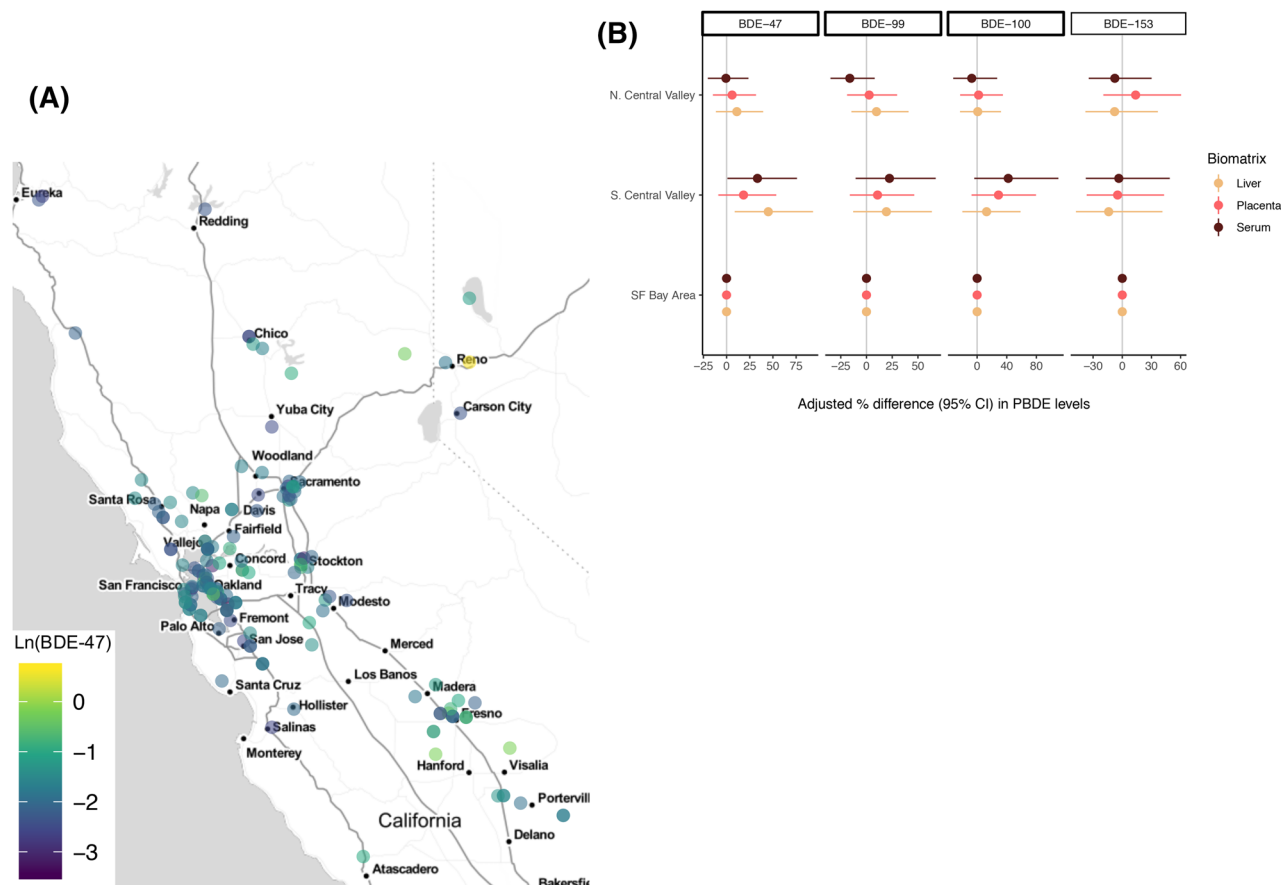 (A)
Eureka
Redding
Chico
Reno
Yuba City
Carson City
Woodland
Sacramento
Santa Rosa
Napa
Davis
Fairfield
Vallejo
Concord
Stockton
San Francisco
Oakland
Tracy
Modesto
Palo Alto
Fremont
San Jose
Merced
Los Banos
Santa Cruz
Madera
Hollister
Fresno
Salinas
Monterey
Hanford
Visalia
Portervil
California
Delano
Atascadero
Bakersfie
Ln(BDE-47)
0
−1
−2
−3
(B)
BDE−47 BDE−99 BDE−100 BDE−153
N. Central Valley
S. Central Valley
SF Bay Area
−25 0 25 50 75 −25 0 25 50 0 40 80 −30 0 30 60
Adjusted % difference (95% CI) in PBDE levels
Biomatrix
Liver
Placenta
Serum